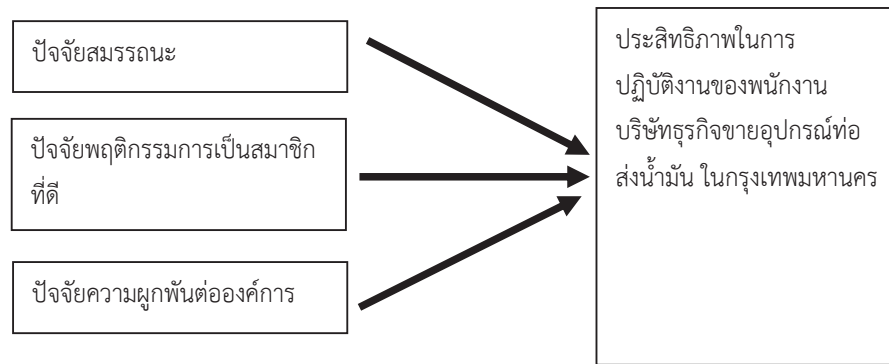 ปัจจัยสมรรถนะ
ปัจจัยพฤติกรรมการเป็นสมาชิก
ที่ดี
ปัจจัยความผูกพันต่อองค์การ
ประสิทธิภาพในการ
ปฏิบัติงานของพนักงาน
บริษัทธุรกิจขายอุปกรณ์ท่อ
ส่งน้ำมัน ในกรุงเทพมหานคร